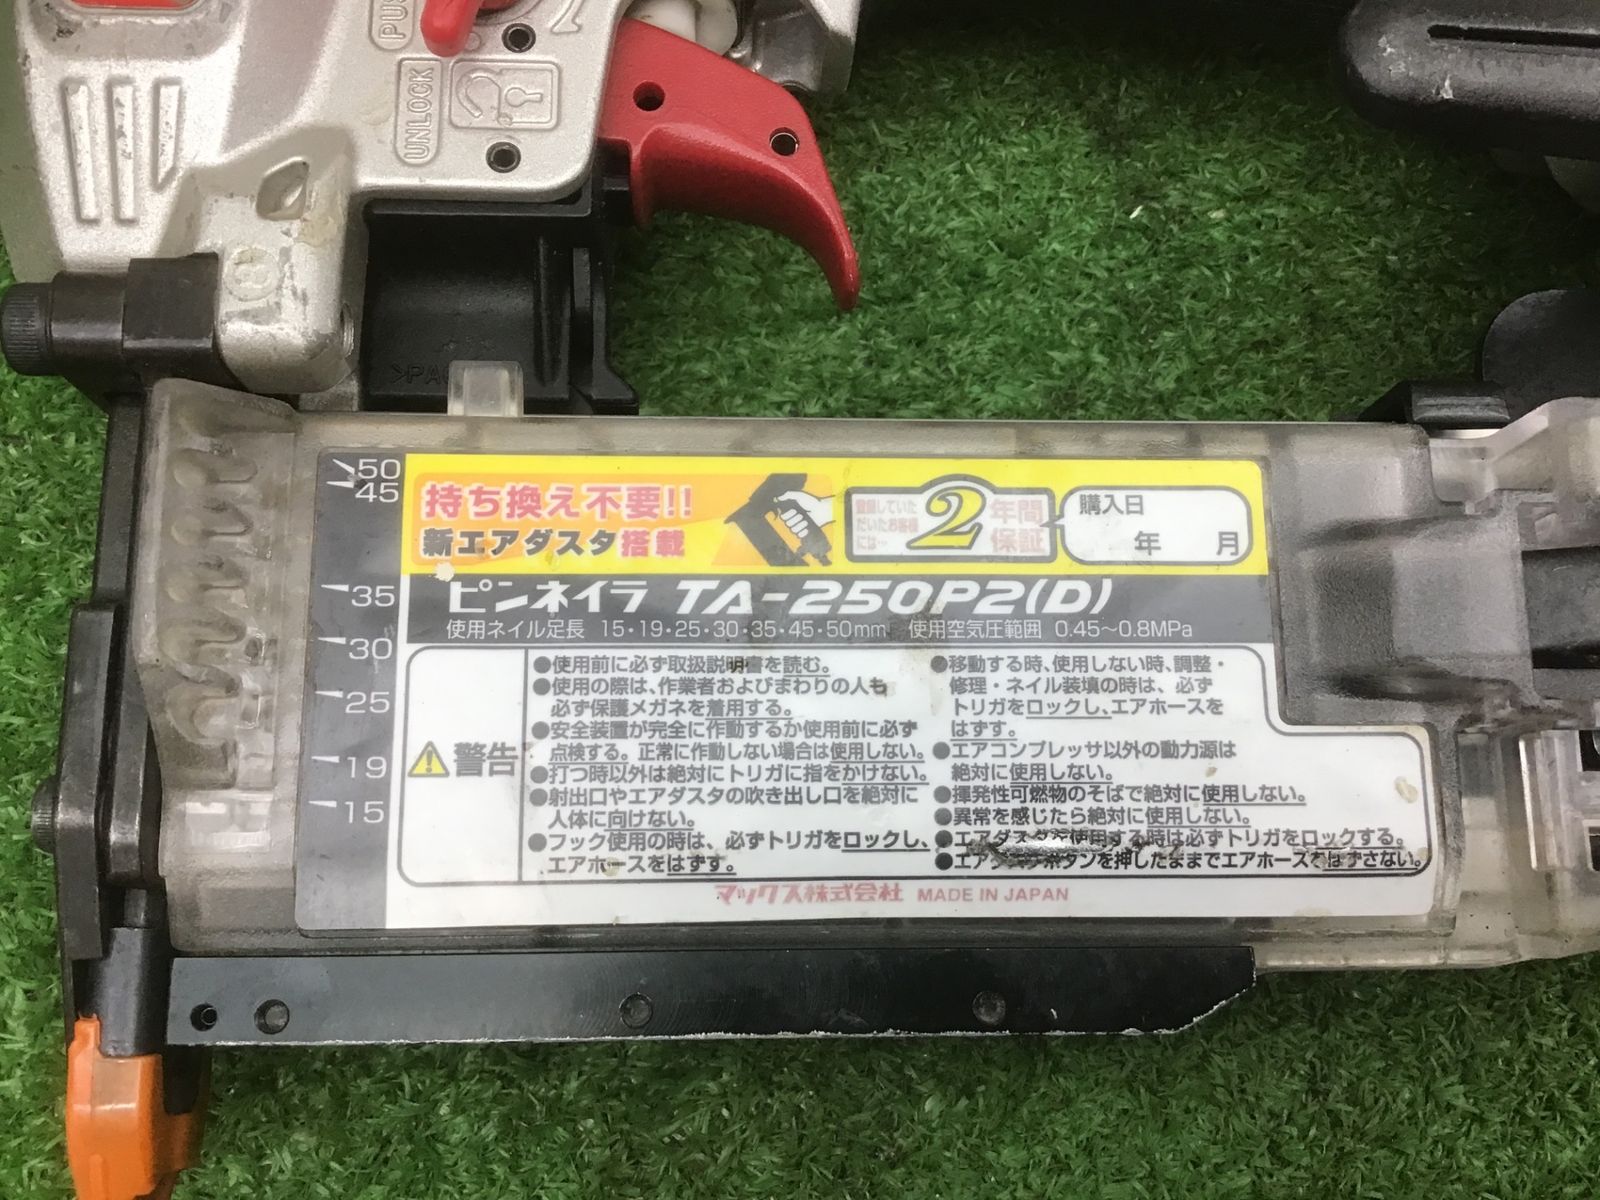 PUS
UNLOCK
>PA
50
45
35
30
25
19
15
持ち換え不要!!
新エアダスタ搭載
登録していた
だいたお客様
には…
2年間
保証
購入日
年 月
ピンネイラ TA-250P2(D)
使用ネイル足長 15・19・25・30・35・45・50mm 使用空気圧範囲 0.45~0.8MPa
警告
●使用前に必ず取扱説明書を読む。
●使用の際は、作業者およびまわりの人も
必ず保護メガネを着用する。
●安全装置が完全に作動するか使用前に必ず
点検する。正常に作動しない場合は使用しない。
●打つ時以外は絶対にトリガに指をかけない。
●射出口やエアダスタの吹き出し口を絶対に
人体に向けない。
●フック使用の時は、必ずトリガをロックし、
エアホースをはずす。
●移動する時、使用しない時、調整・
修理・ネイル装填の時は、必ず
トリガをロックし、エアホースを
はずす。
●エアコンプレッサ以外の動力源は
絶対に使用しない。
●揮発性可燃物のそばで絶対に使用しない。
●異常を感じたら絶対に使用しない。
●エアダスタを使用する時は必ずトリガをロックする。
●エアダスタボタンを押したままでエアホースをはずさない。
マックス株式会社 MADE IN JAPAN